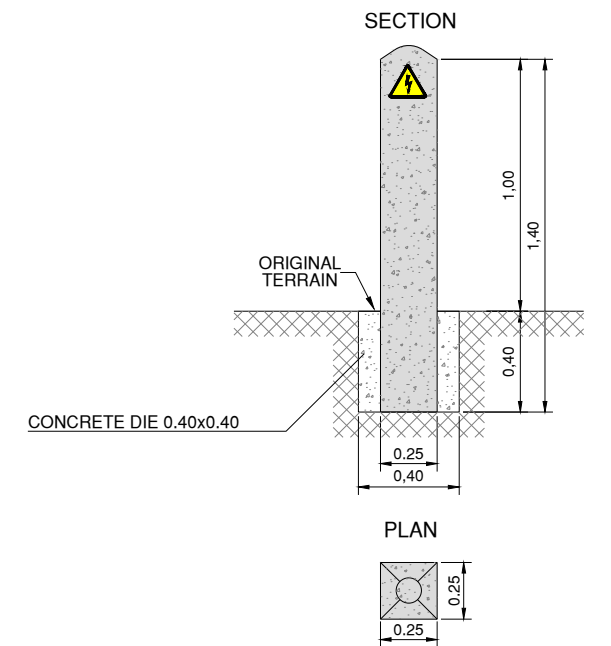 SECTION
1,00
1,40
ORIGINAL
TERRAIN
0,40
CONCRETE DIE 0.40x0.40
0.25
0,40
PLAN
0.25
0.25